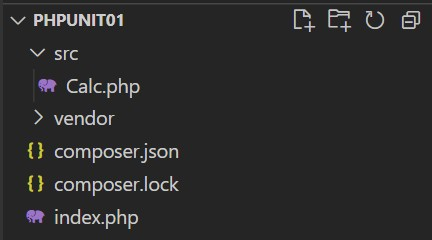 PHPUNIT01
src
Calc.php
vendor
composer.json
composer.lock
index.php